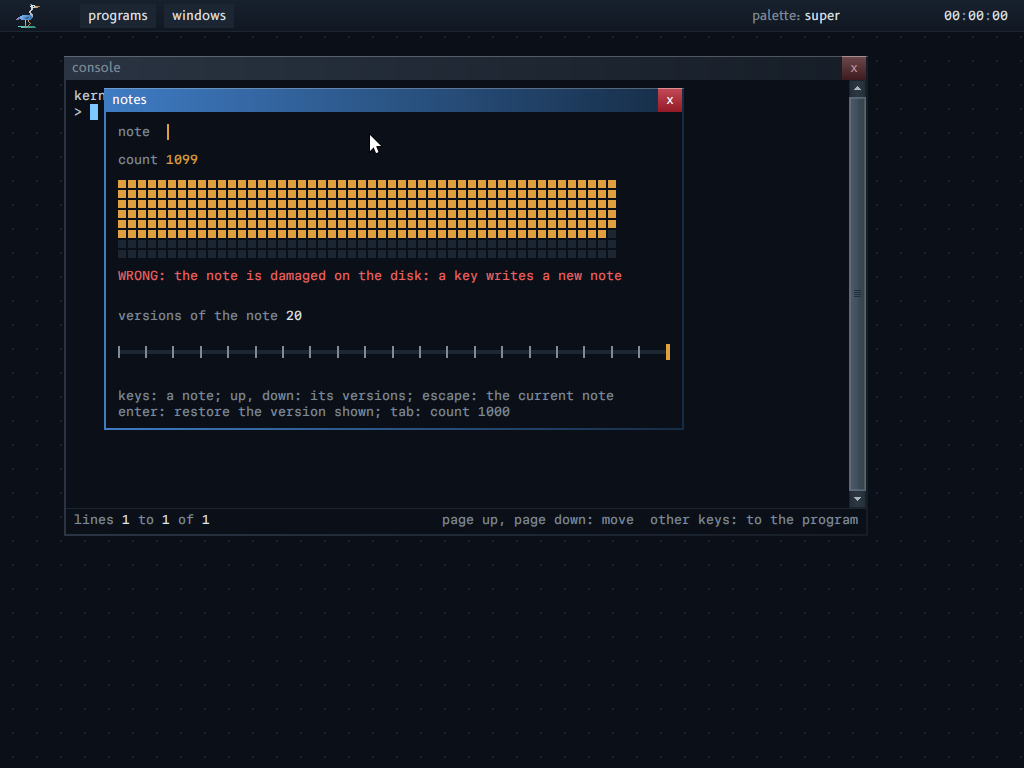 programs windows palette: super 00:00:00
console x
kern
>
notes x
note
count 1099
WRONG: the note is damaged on the disk: a key writes a new note
versions of the note 20
keys: a note; up, down: its versions; escape: the current note
enter: restore the version shown; tab: count 1000
lines 1 to 1 of 1 page up, page down: move other keys: to the program